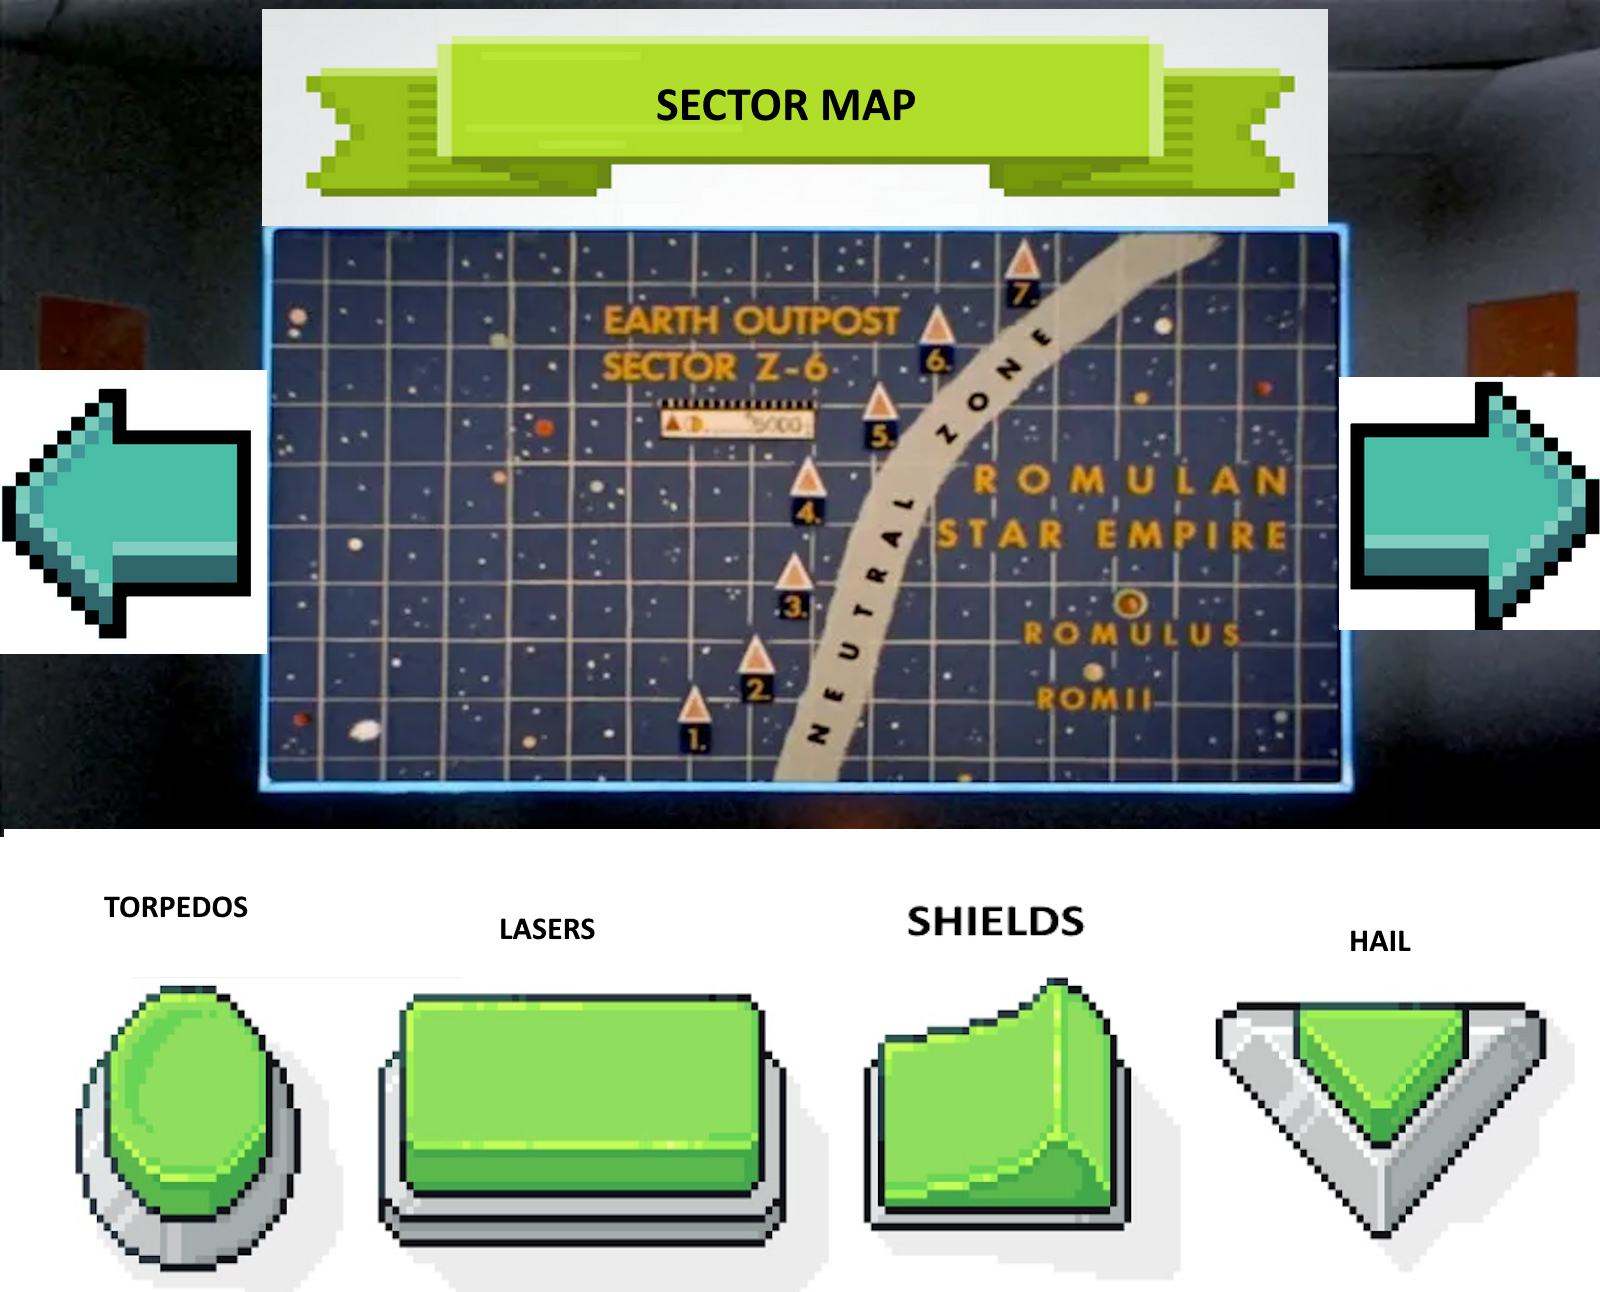 SECTOR MAP
EARTH OUTPOST
SECTOR Z-6
5000
7.
6.
5.
4.
3.
2.
1.
NEUTRAL ZONE
ROMULAN
STAR EMPIRE
ROMULUS
ROMII
TORPEDOS
LASERS
SHIELDS
HAIL